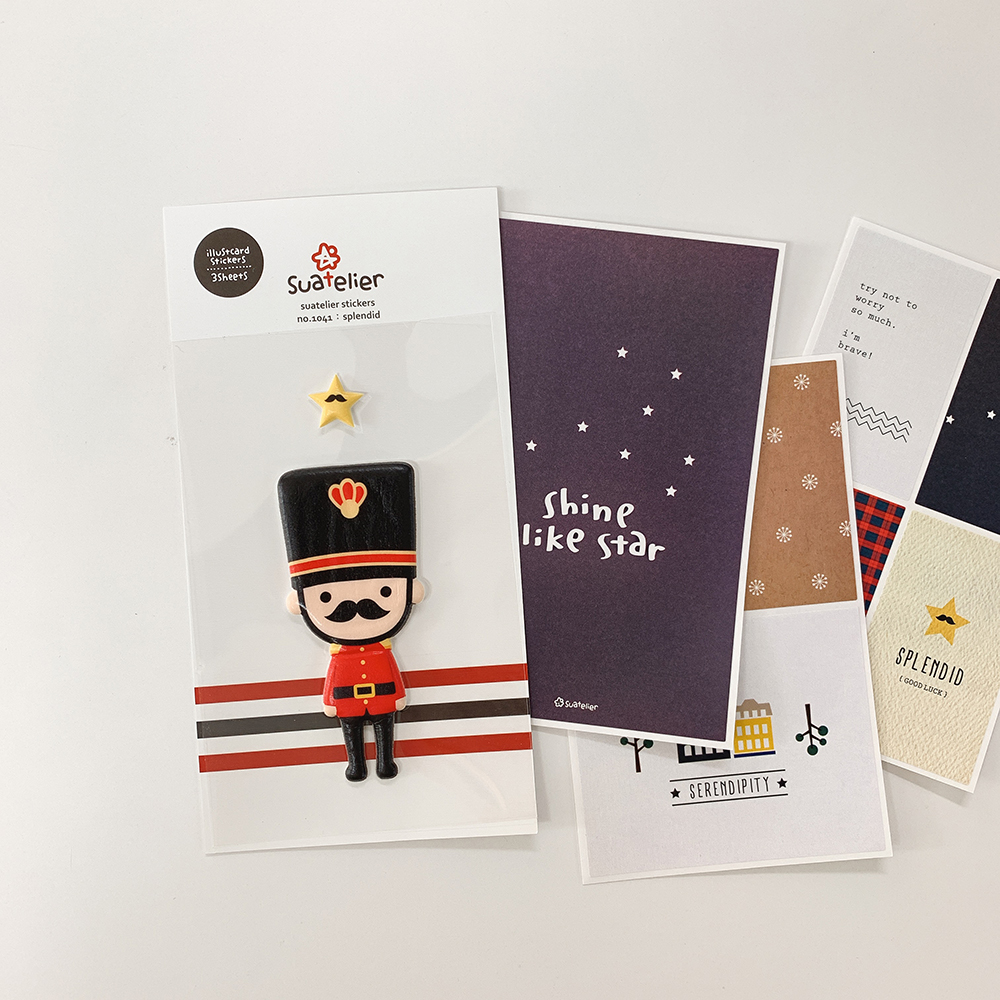 illustcard
stickers
3sheets
suatelier
suatelier stickers
no.1041 : splendid
shine
like star
suatelier
SERENDIPITY
try not to
worry
so much.
i'm
brave!
SPLENDID
{ GOOD LUCK }